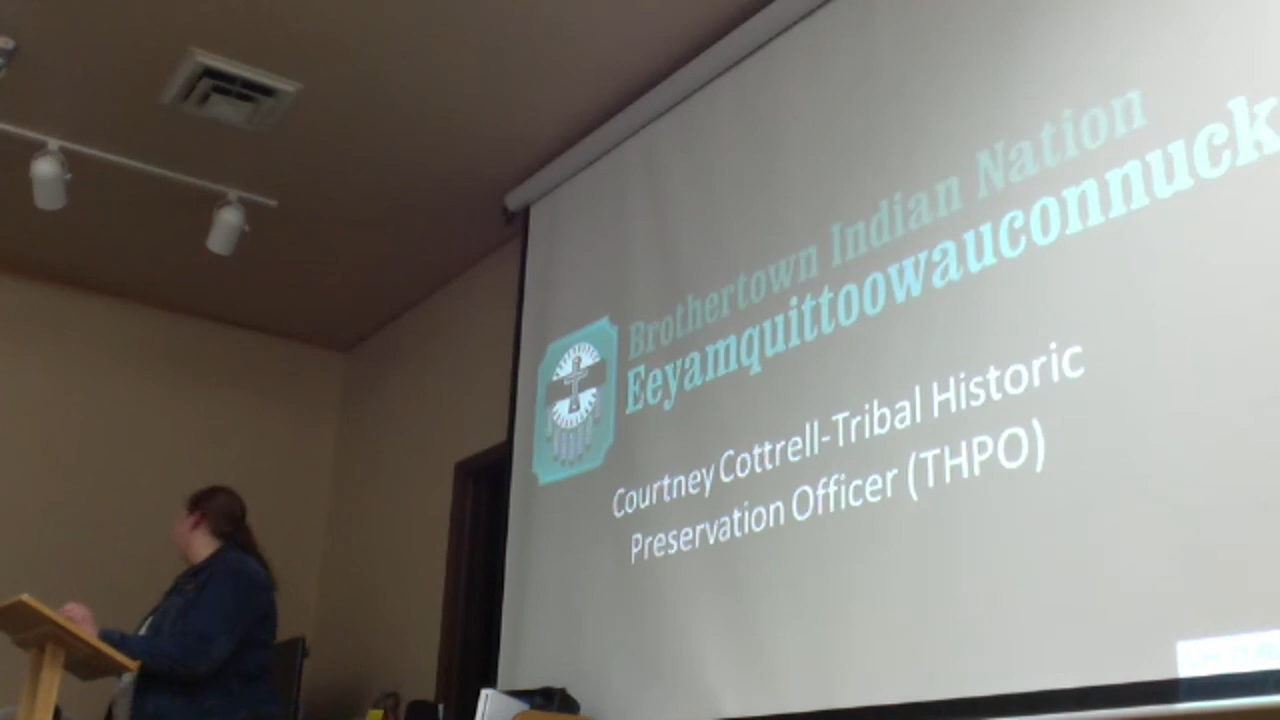 Brothertown Indian Nation
Eeyamquittoowauconnuck
Courtney Cottrell-Tribal Historic
Preservation Officer (THPO)